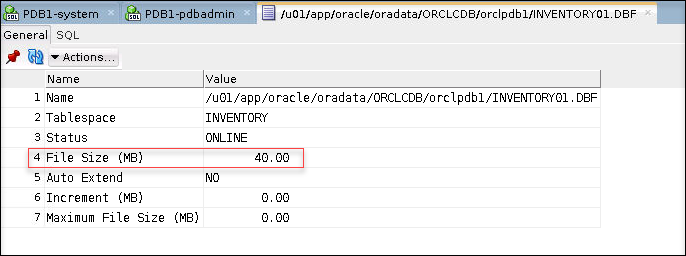 PDB1-system PDB1-pdbadmin /u01/app/oracle/oradata/ORCLCDB/orclpdb1/INVENTORY01.DBF
General SQL
Actions...
Name Value
1 Name /u01/app/oracle/oradata/ORCLCDB/orclpdb1/INVENTORY01.DBF
2 Tablespace INVENTORY
3 Status ONLINE
4 File Size (MB) 40.00
5 Auto Extend NO
6 Increment (MB) 0.00
7 Maximum File Size (MB) 0.00